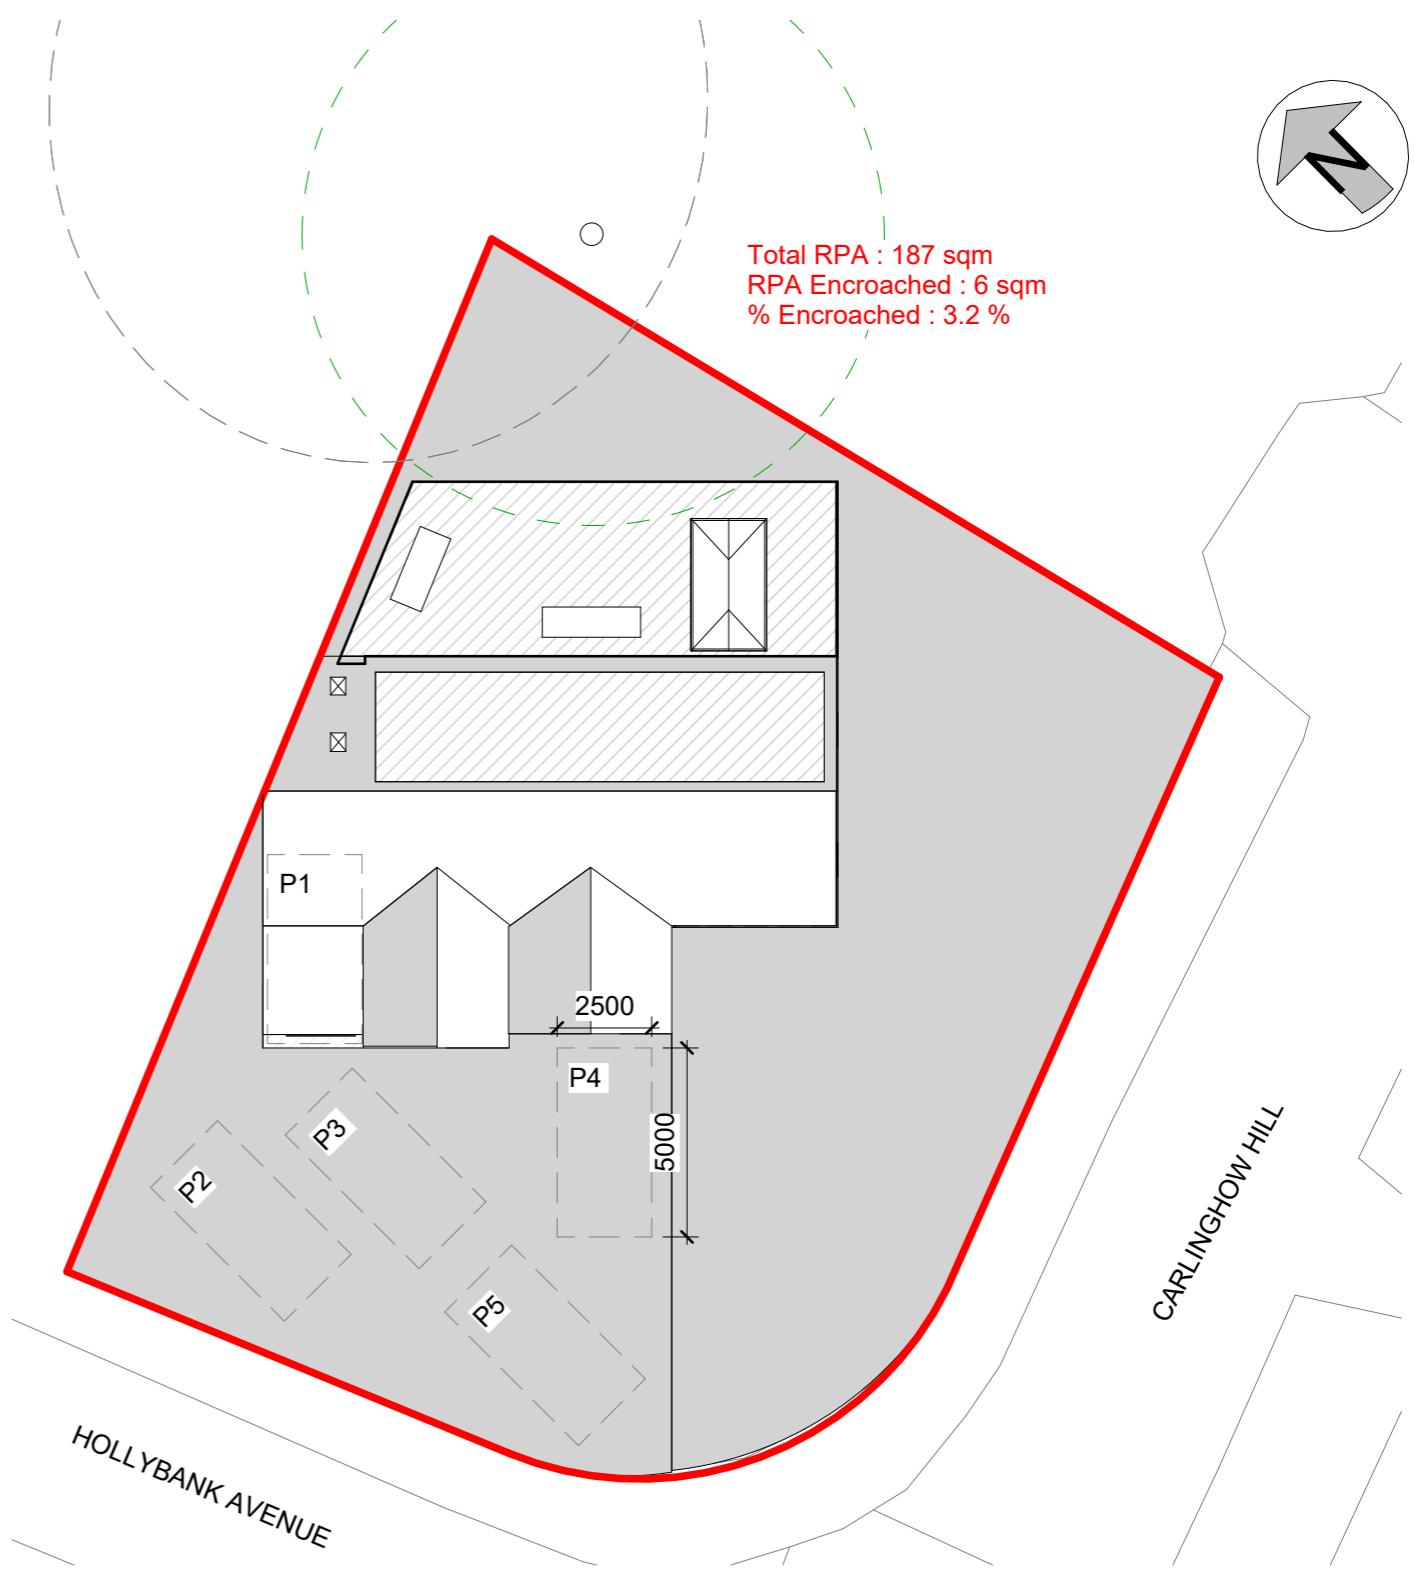 N
Total RPA : 187 sqm
RPA Encroached : 6 sqm
% Encroached : 3.2 %
P1
2500
P4
5000
P3
P2
P5
CARLINGHOW HILL
HOLLYBANK AVENUE